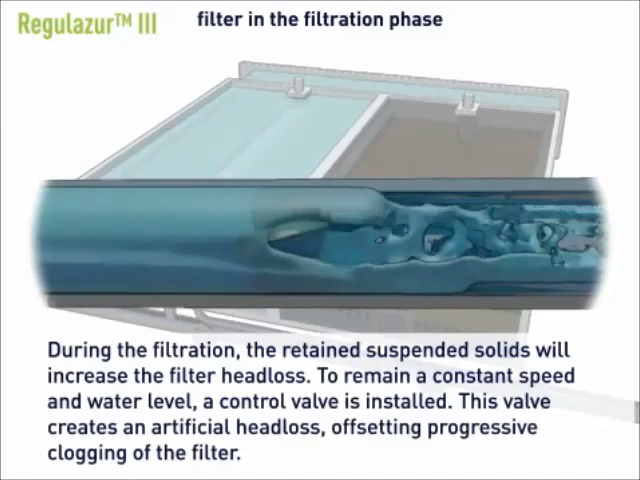 Regulazur™ III
filter in the filtration phase
During the filtration, the retained suspended solids will
increase the filter headloss. To remain a constant speed
and water level, a control valve is installed. This valve
creates an artificial headloss, offsetting progressive
clogging of the filter.